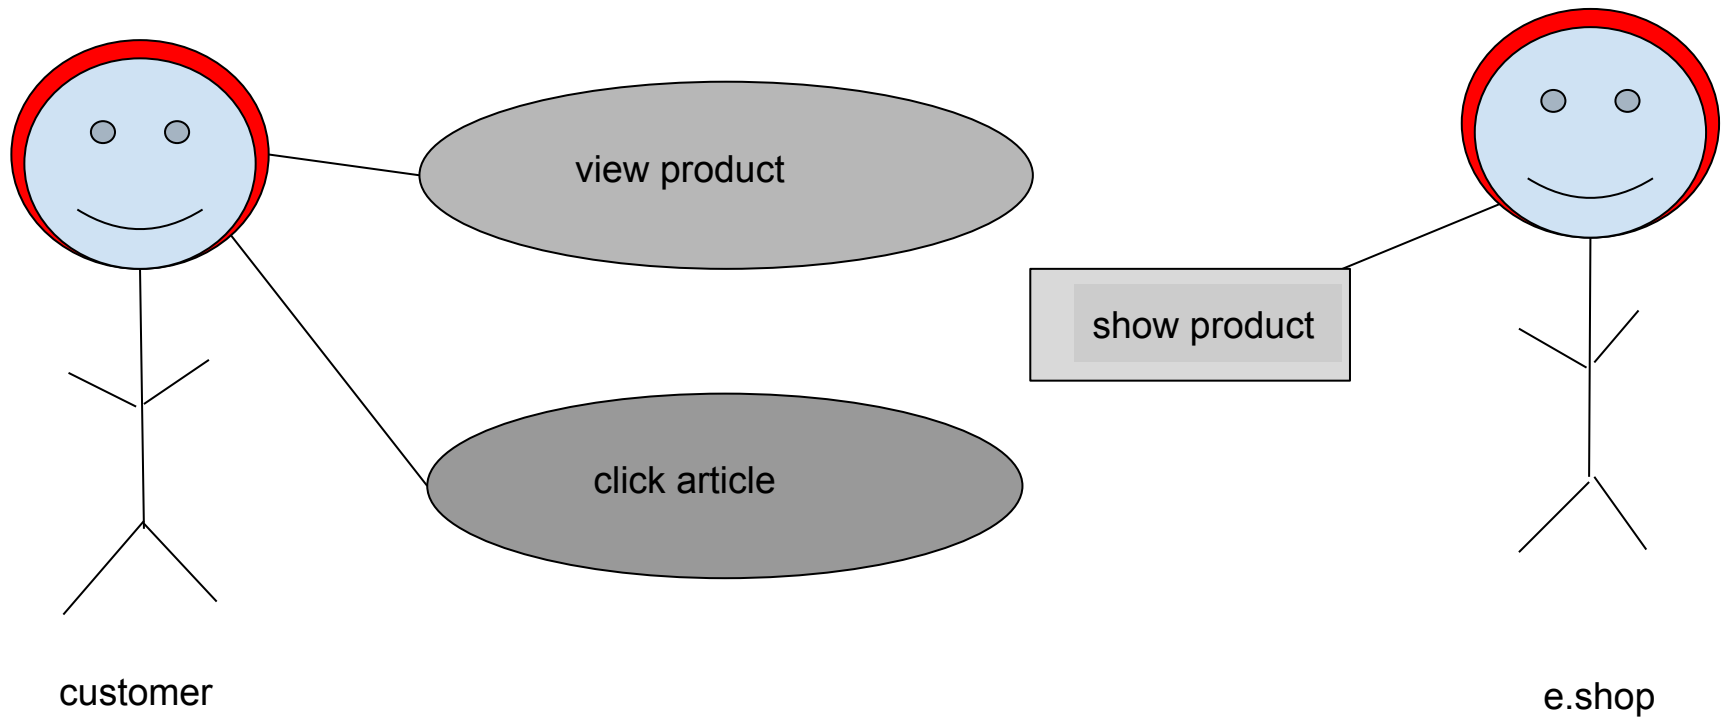 view product
show product
click article
customer
e.shop